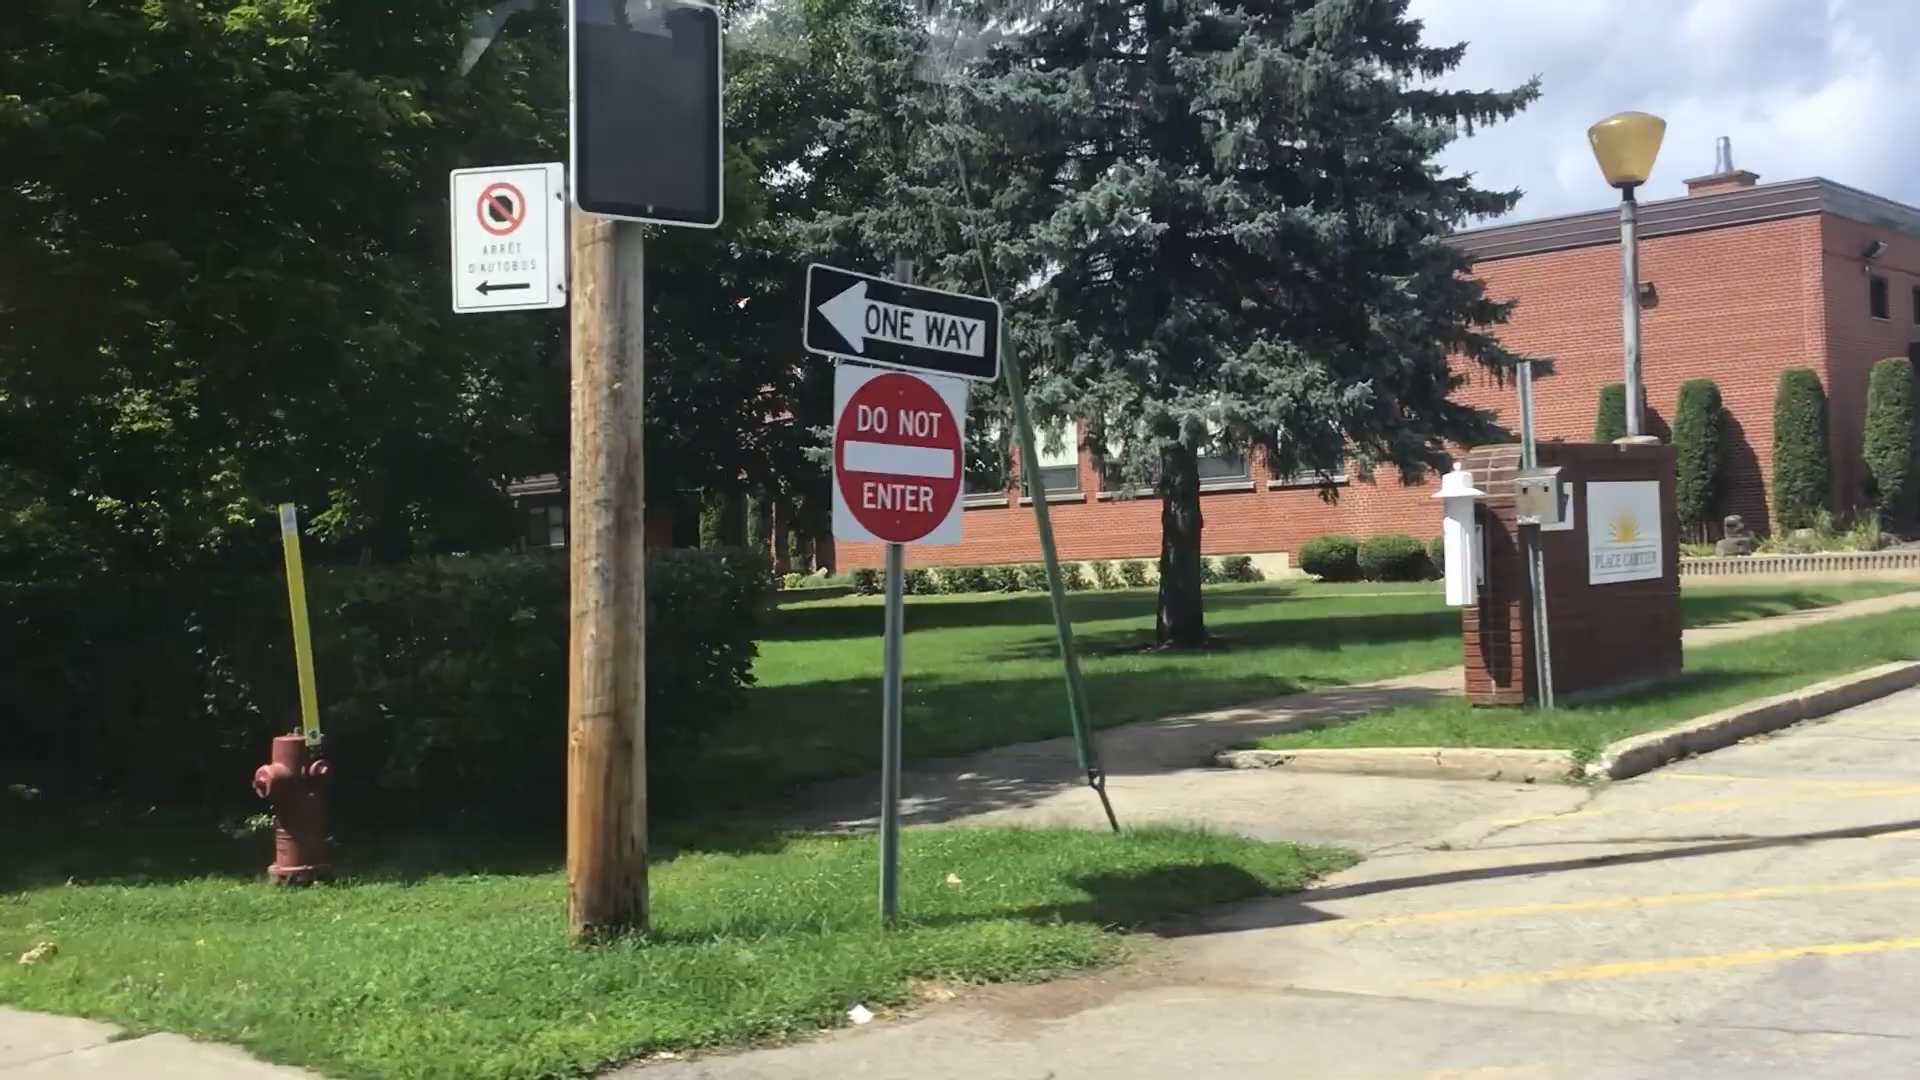 ARRÊT
D'AUTOBUS
ONE WAY
DO NOT
ENTER
PLACE CARTIER